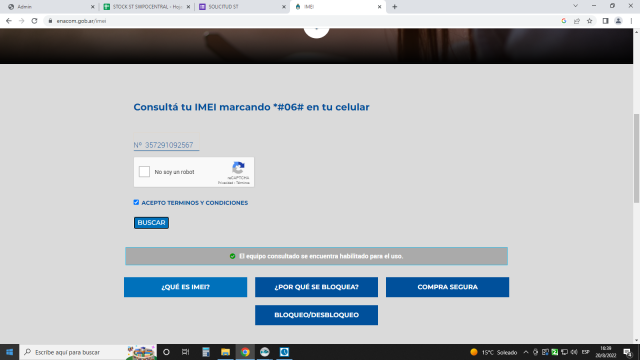 Admin
STOCK ST SMPOCENTRAL - Hoja
SOLICITUD ST
IMEI
enacom.gob.ar/imei
Consultá tu IMEI marcando *#06# en tu celular
Nº 357291092567
No soy un robot
reCAPTCHA
Privacidad - Términos
ACEPTO TERMINOS Y CONDICIONES
BUSCAR
El equipo consultado se encuentra habilitado para el uso.
¿QUÉ ES IMEI?
¿POR QUÉ SE BLOQUEA?
COMPRA SEGURA
BLOQUEO/DESBLOQUEO
Escribe aquí para buscar
15°C Soleado
ESP
16:39
20/8/2022